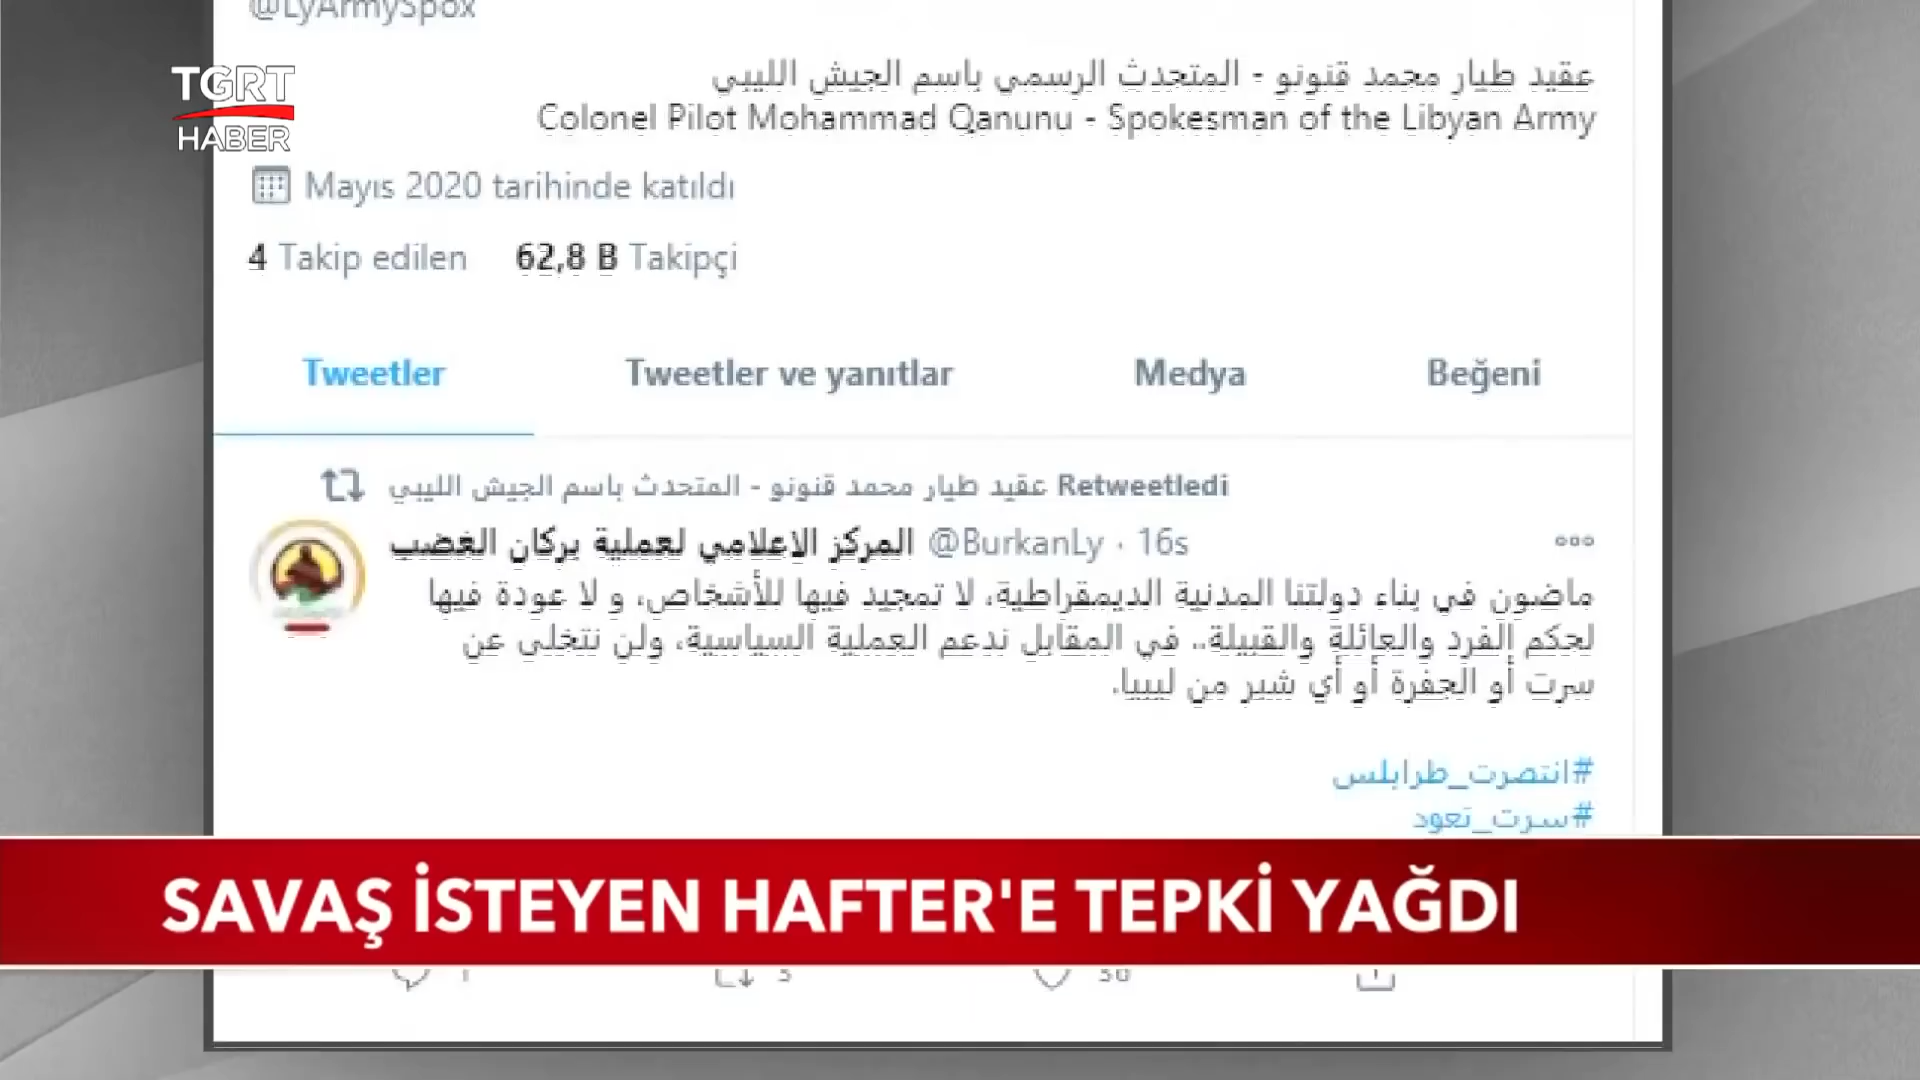 @LyArmySpox
TGRT
HABER
عقيد طيار محمد قنونو - المتحدث الرسمي باسم الجيش الليبي
Colonel Pilot Mohammad Qanunu - Spokesman of the Libyan Army
Mayıs 2020 tarihinde katıldı
4 Takip edilen 62,8 B Takipçi
Tweetler Tweetler ve yanıtlar Medya Beğeni
عقيد طيار محمد قنونو - المتحدث باسم الجيش الليبي Retweetledi
المركز الإعلامي لعملية بركان الغضب @BurkanLy · 16s
ماضون في بناء دولتنا المدنية الديمقراطية، لا تمجيد فيها للأشخاص، و لا عودة فيها
لحكم الفرد والعائلة والقبيلة.. في المقابل ندعم العملية السياسية، ولن نتخلى عن
سرت أو الجفرة أو أي شبر من ليبيا.
#انتصرت_طرابلس
#سرت_تعود
SAVAŞ İSTEYEN HAFTER'E TEPKİ YAĞDI